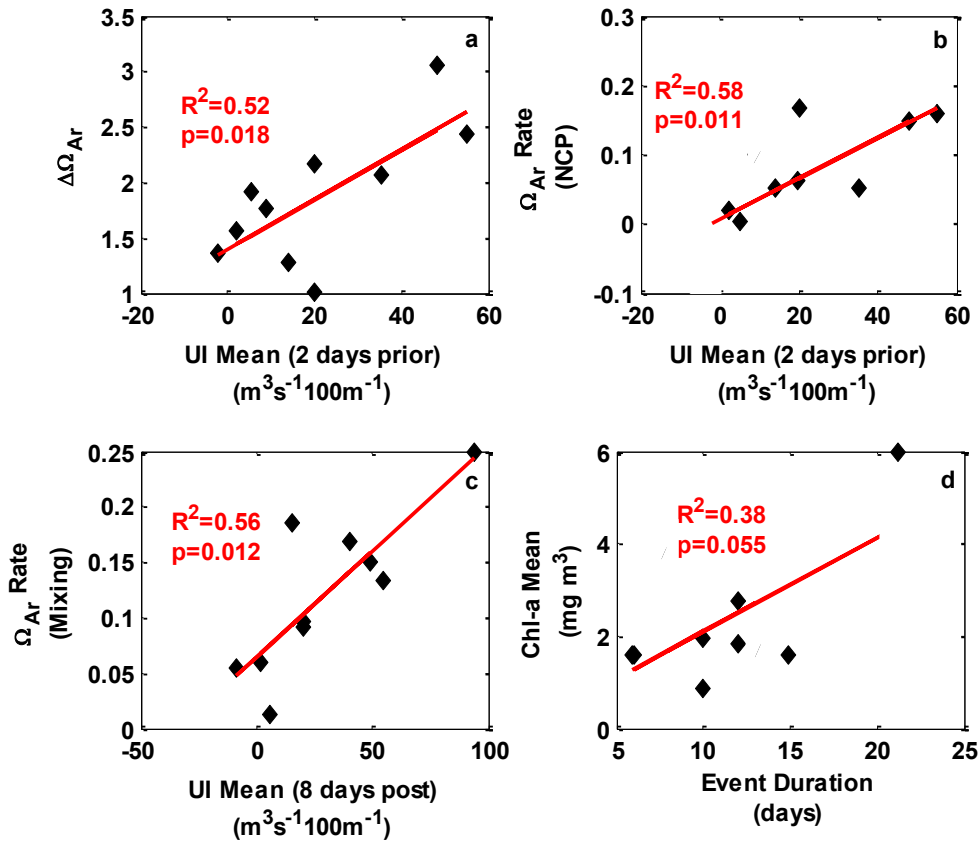 a
R²=0.52
p=0.018
ΔΩAr
3.5
3
2.5
2
1.5
1
-20 0 20 40 60
UI Mean (2 days prior)
(m³s⁻¹100m⁻¹)
b
R²=0.58
p=0.011
ΩAr Rate
(NCP)
0.3
0.2
0.1
0
-0.1
-20 0 20 40 60
UI Mean (2 days prior)
(m³s⁻¹100m⁻¹)
c
R²=0.56
p=0.012
ΩAr Rate
(Mixing)
0.25
0.2
0.15
0.1
0.05
0
-50 0 50 100
UI Mean (8 days post)
(m³s⁻¹100m⁻¹)
d
R²=0.38
p=0.055
Chl-a Mean
(mg m³)
6
4
2
0
5 10 15 20 25
Event Duration
(days)